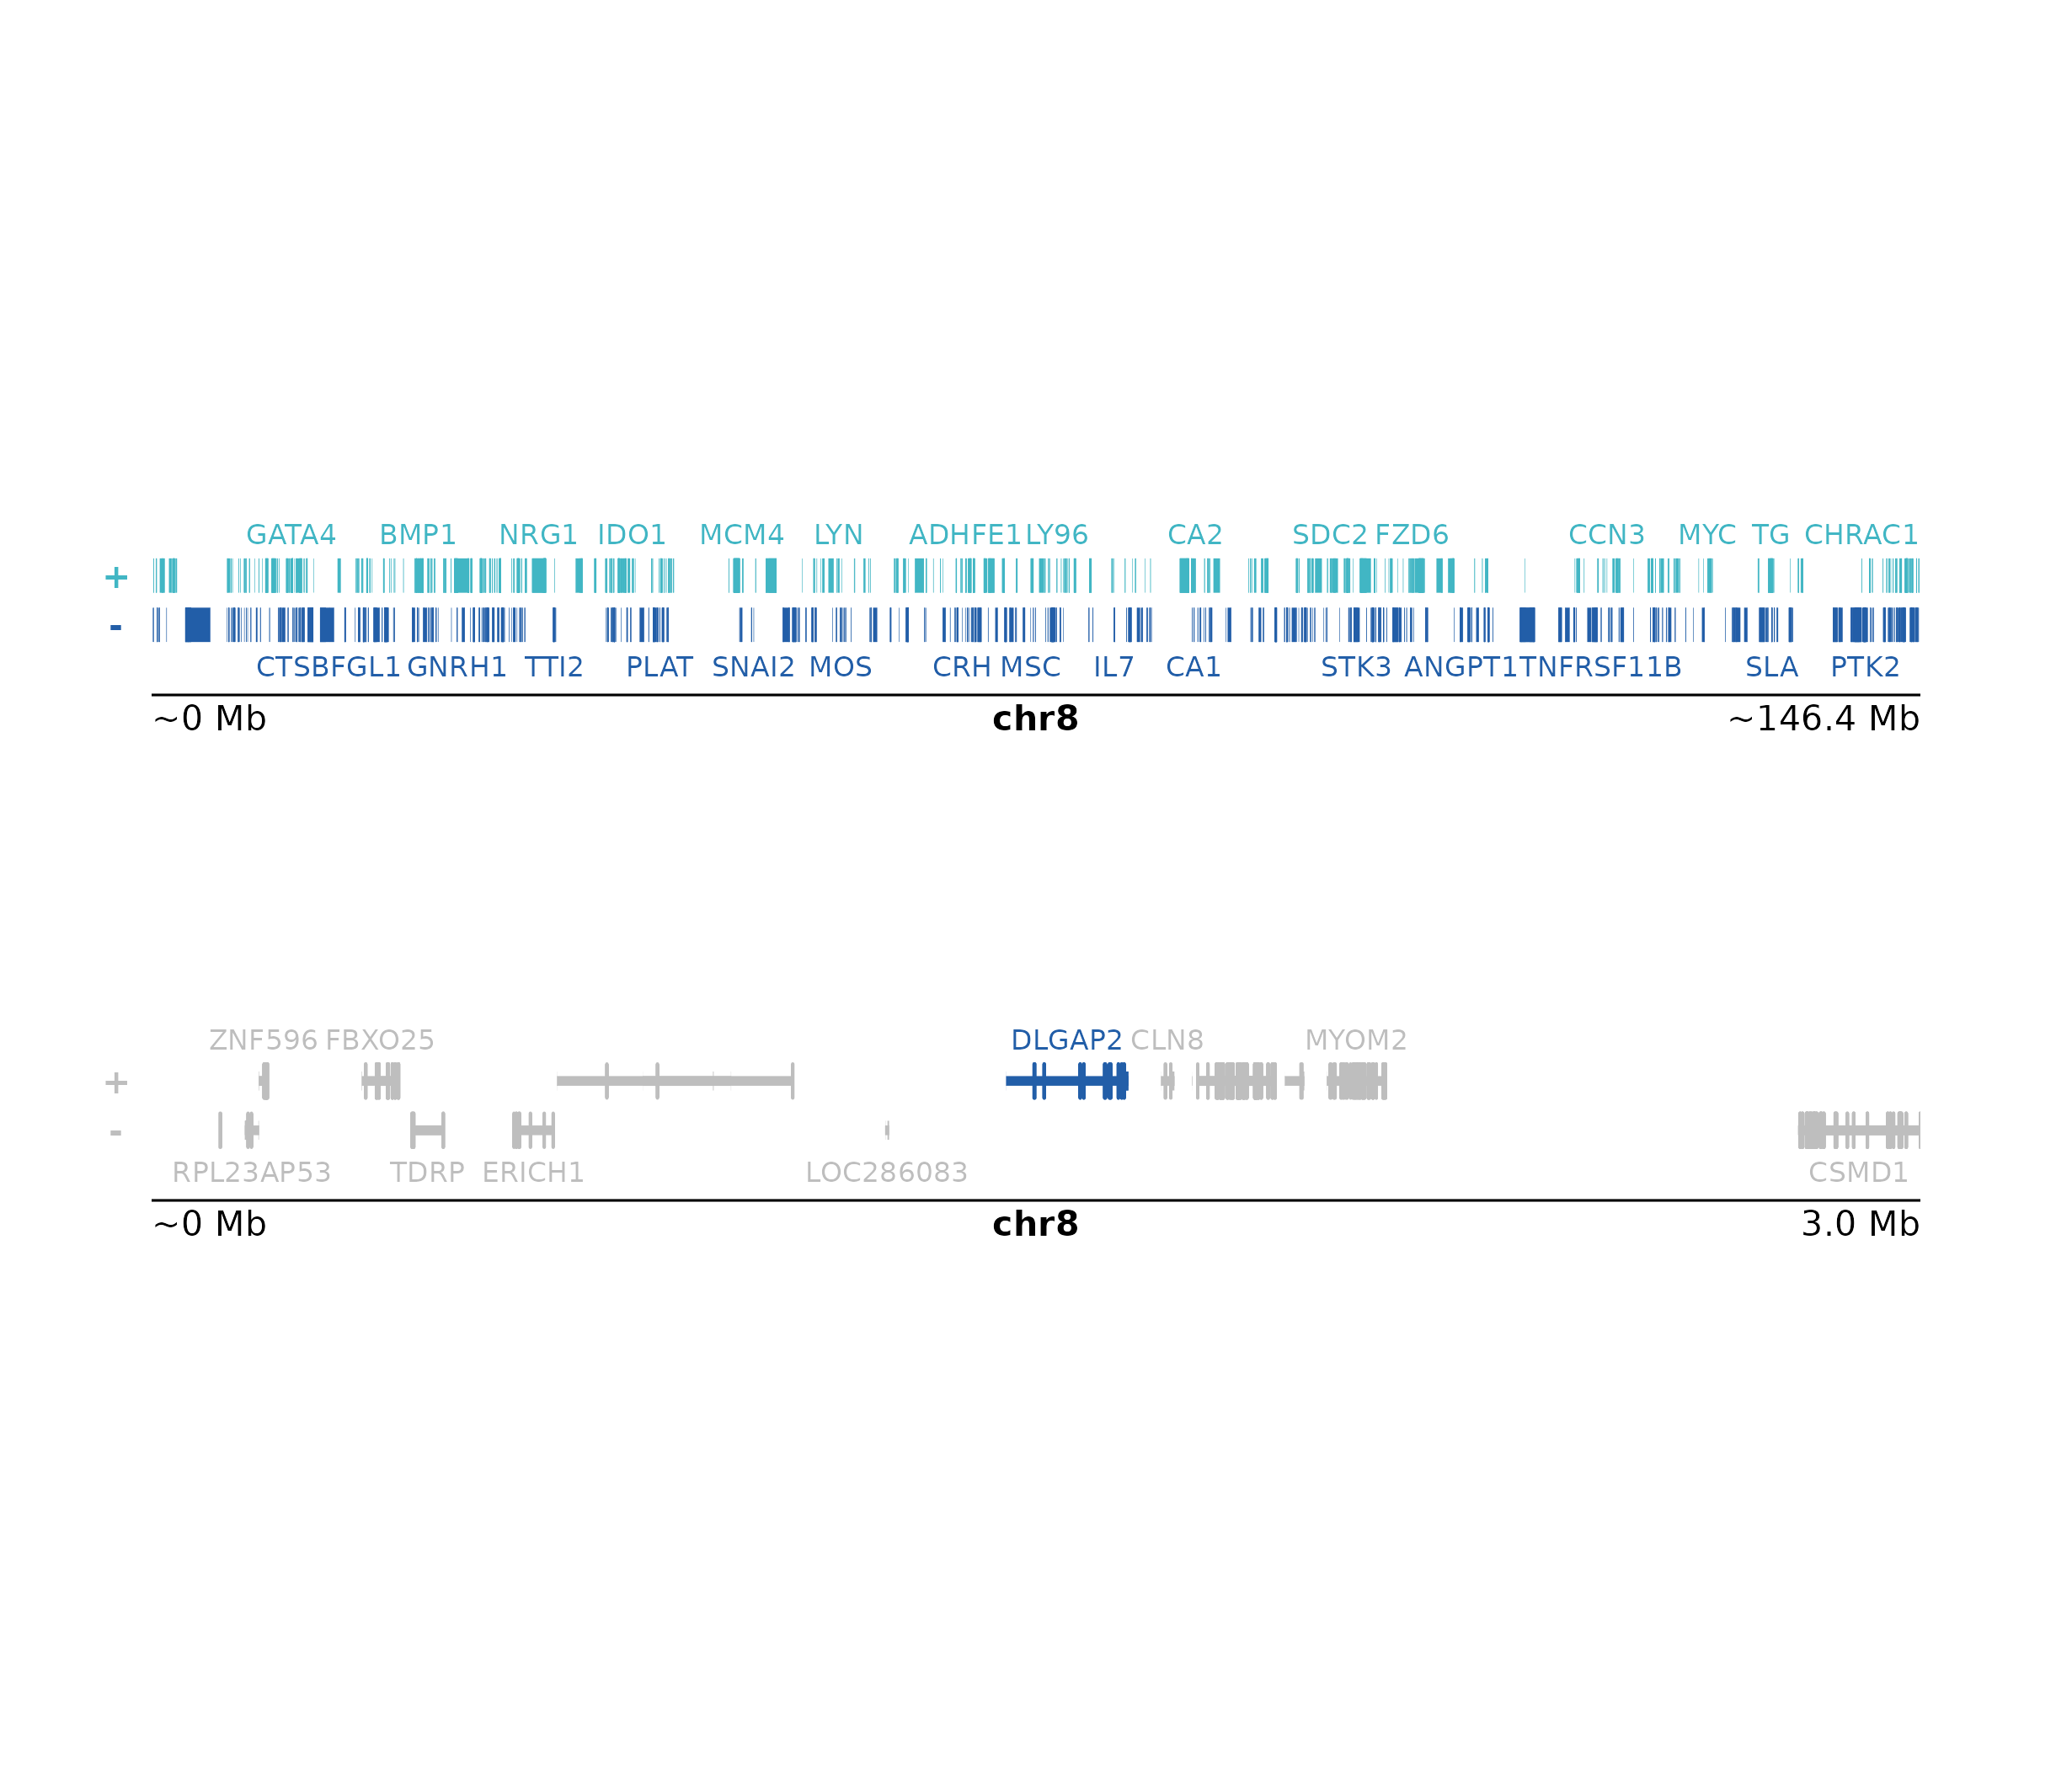 GATA4 BMP1 NRG1 IDO1 MCM4 LYN ADHFE1 LY96 CA2 SDC2 FZD6 CCN3 MYC TG CHRAC1
+
-
CTSB FGL1 GNRH1 TTI2 PLAT SNAI2 MOS CRH MSC IL7 CA1 STK3 ANGPT1 TNFRSF11B SLA PTK2
~0 Mb chr8 ~146.4 Mb
ZNF596 FBXO25 DLGAP2 CLN8 MYOM2
+
-
RPL23AP53 TDRP ERICH1 LOC286083 CSMD1
~0 Mb chr8 3.0 Mb